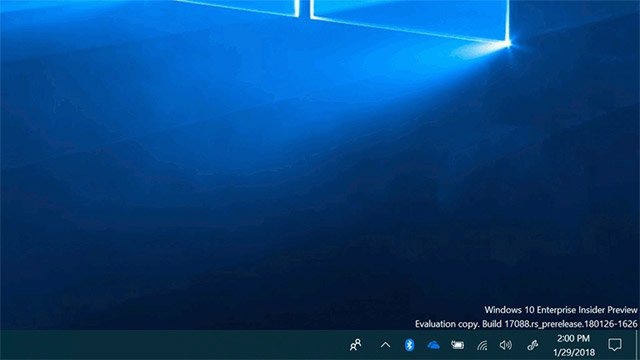 Windows 10 Enterprise Insider Preview
Evaluation copy. Build 17088.rs_prerelease.180126-1626
2:00 PM
1/29/2018